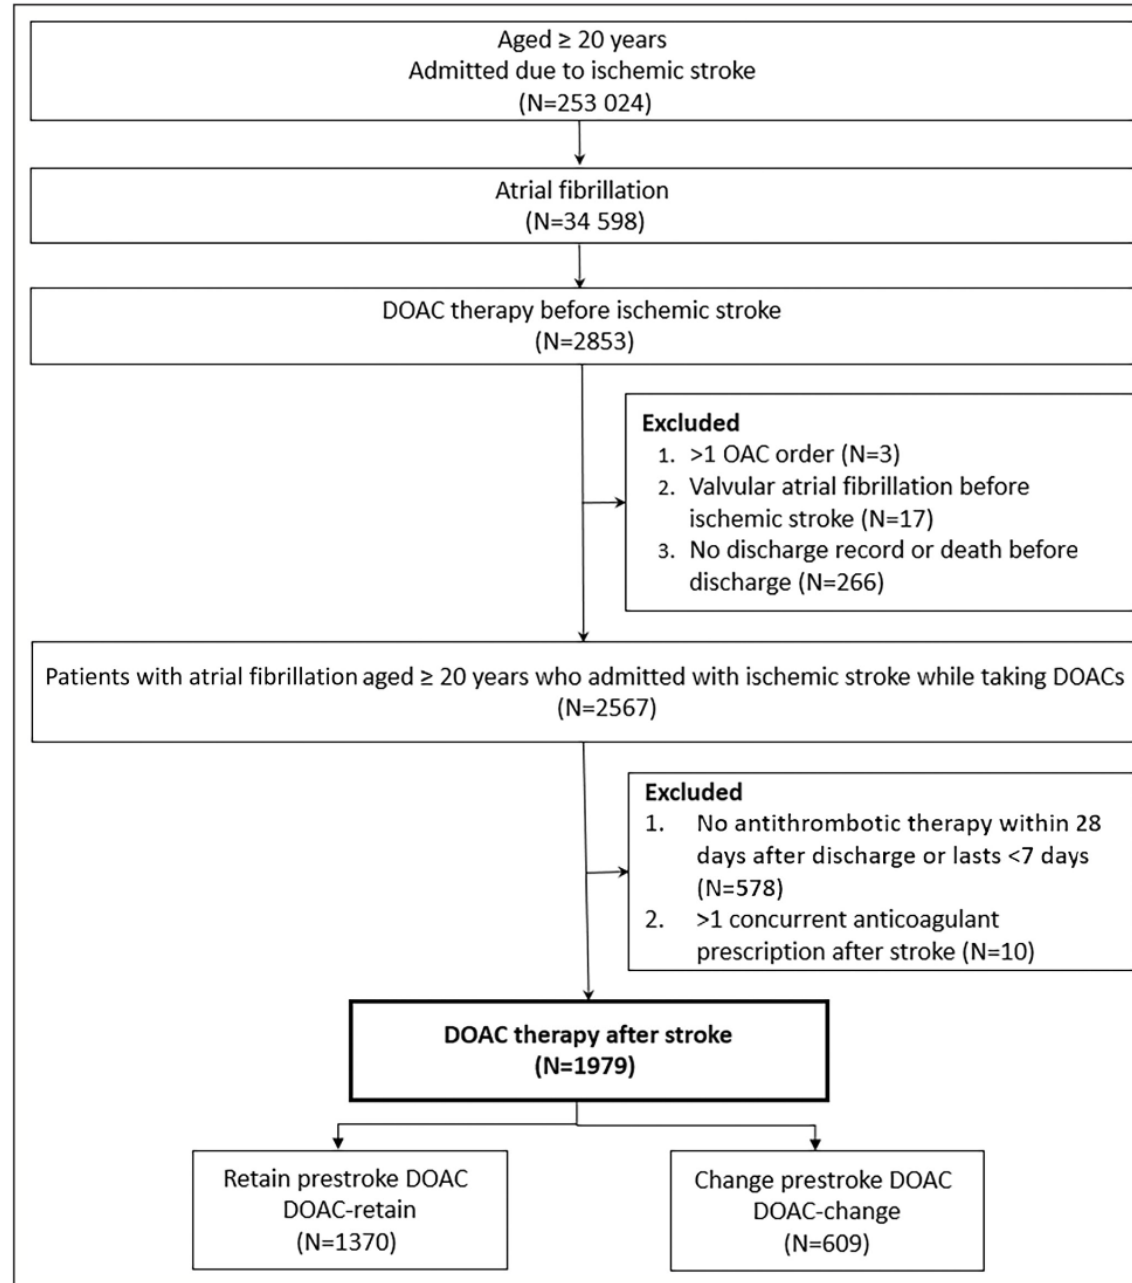 Aged ≥ 20 years
Admitted due to ischemic stroke
(N=253 024)
Atrial fibrillation
(N=34 598)
DOAC therapy before ischemic stroke
(N=2853)
Excluded
1. >1 OAC order (N=3)
2. Valvular atrial fibrillation before
ischemic stroke (N=17)
3. No discharge record or death before
discharge (N=266)
Patients with atrial fibrillation aged ≥ 20 years who admitted with ischemic stroke while taking DOACs
(N=2567)
Excluded
1. No antithrombotic therapy within 28
days after discharge or lasts <7 days
(N=578)
2. >1 concurrent anticoagulant
prescription after stroke (N=10)
DOAC therapy after stroke
(N=1979)
Retain prestroke DOAC
DOAC-retain
(N=1370)
Change prestroke DOAC
DOAC-change
(N=609)